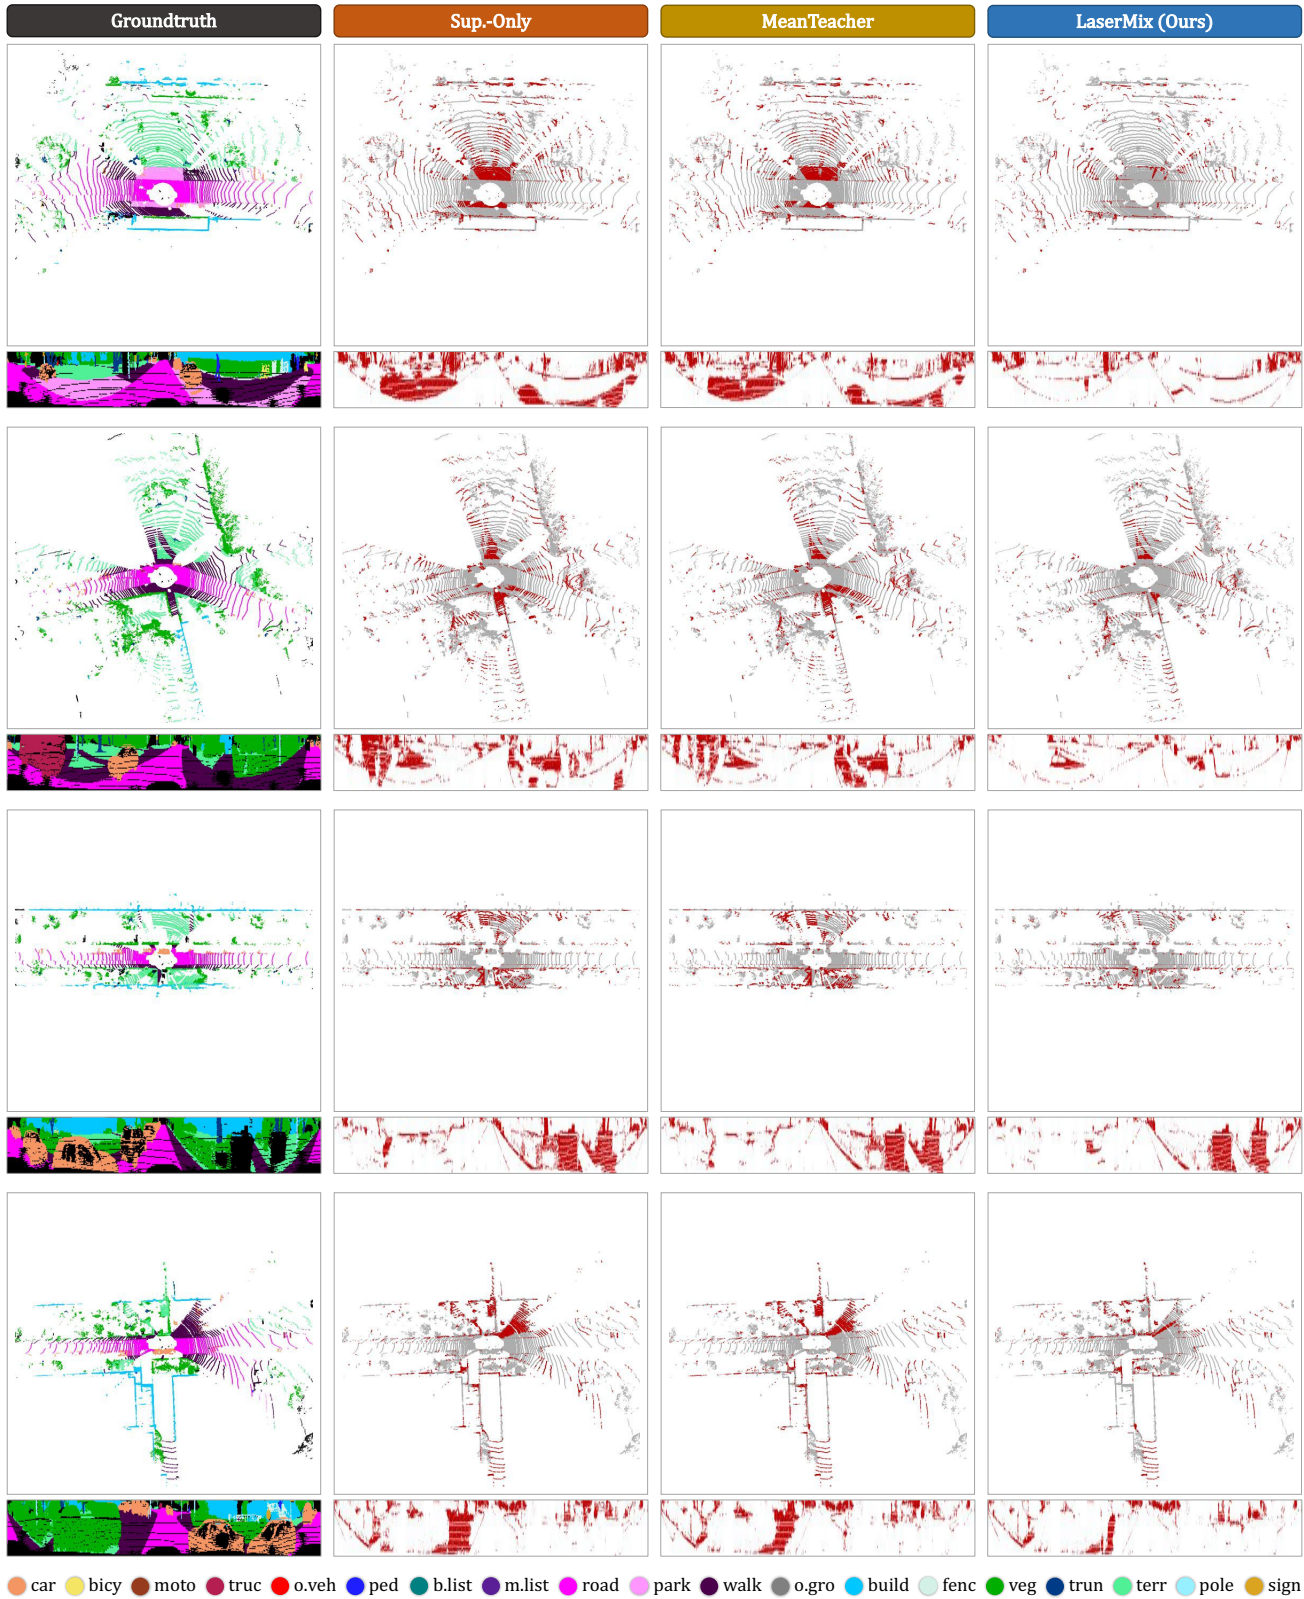 Groundtruth Sup.-Only MeanTeacher LaserMix (Ours)
car bicy moto truc o.veh ped b.list m.list road park walk o.gro build fenc veg trun terr pole sign